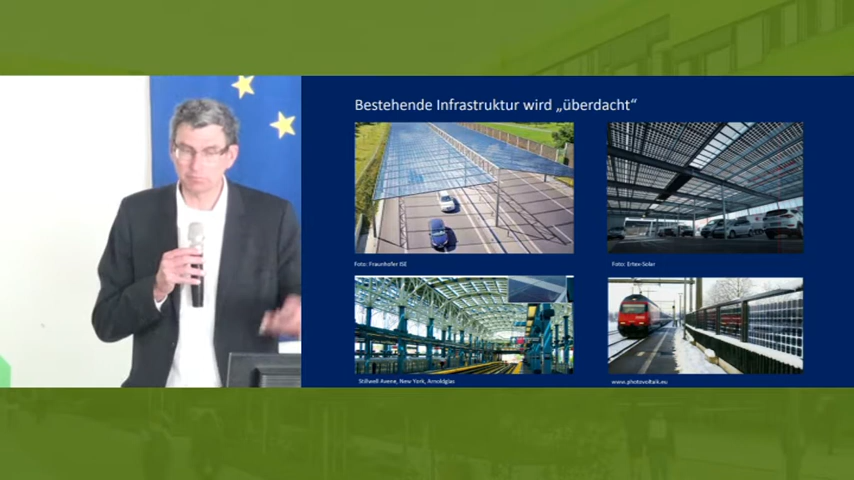 Bestehende Infrastruktur wird „überdacht“
Foto: Fraunhofer ISE
Foto: Ertex-Solar
Stillwell Avene, New York, Arnoldglas
www.photovoltaik.eu